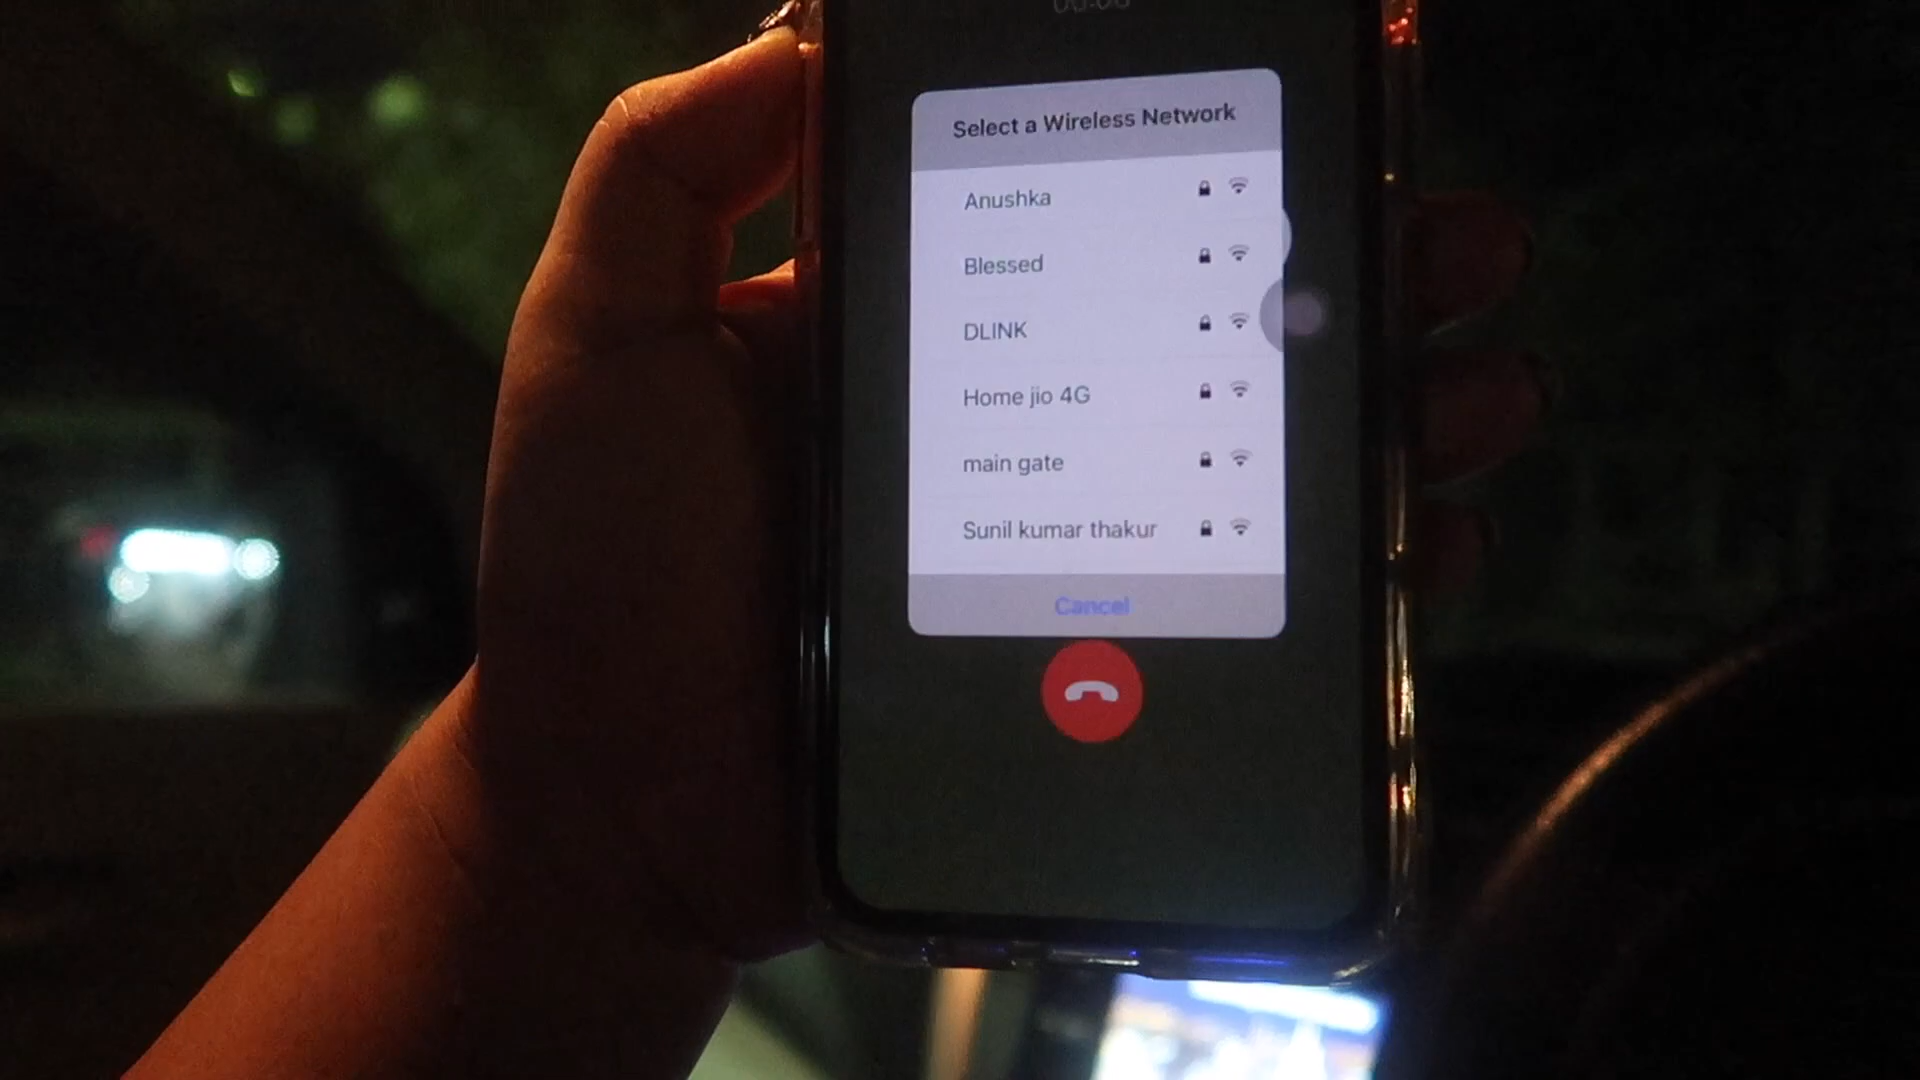 Select a Wireless Network
Anushka
Blessed
DLINK
Home jio 4G
main gate
Sunil kumar thakur
Cancel